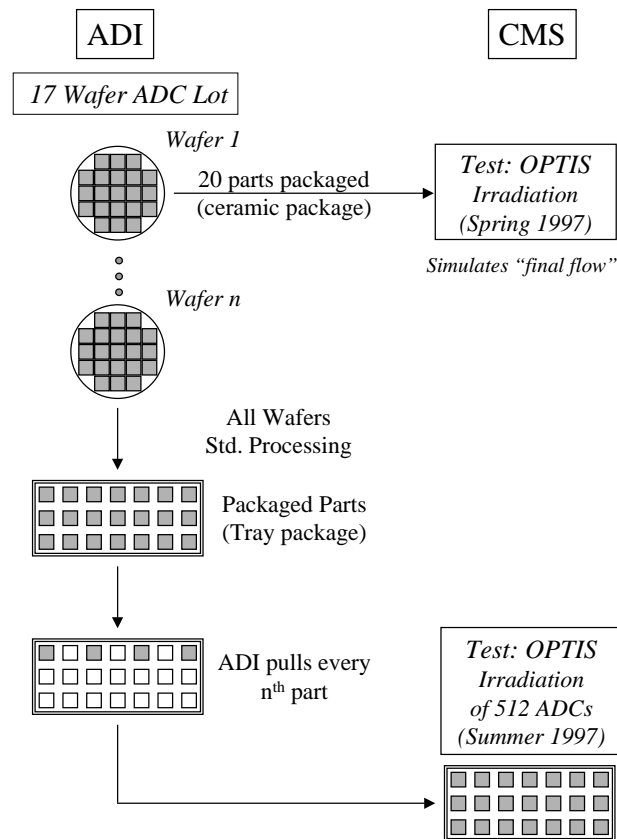 ADI
CMS
17 Wafer ADC Lot
Wafer 1
20 parts packaged
(ceramic package)
Test: OPTIS
Irradiation
(Spring 1997)
Simulates “final flow”
Wafer n
All Wafers
Std. Processing
Packaged Parts
(Tray package)
ADI pulls every
nth part
Test: OPTIS
Irradiation
of 512 ADCs
(Summer 1997)